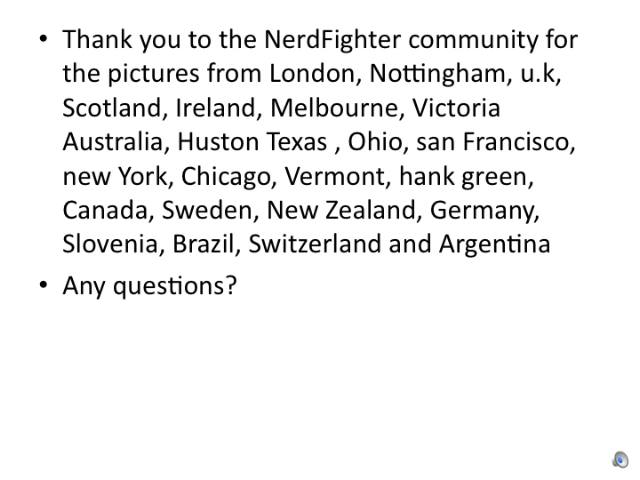 • Thank you to the NerdFighter community for
the pictures from London, Nottingham, u.k,
Scotland, Ireland, Melbourne, Victoria
Australia, Huston Texas , Ohio, san Francisco,
new York, Chicago, Vermont, hank green,
Canada, Sweden, New Zealand, Germany,
Slovenia, Brazil, Switzerland and Argentina
• Any questions?